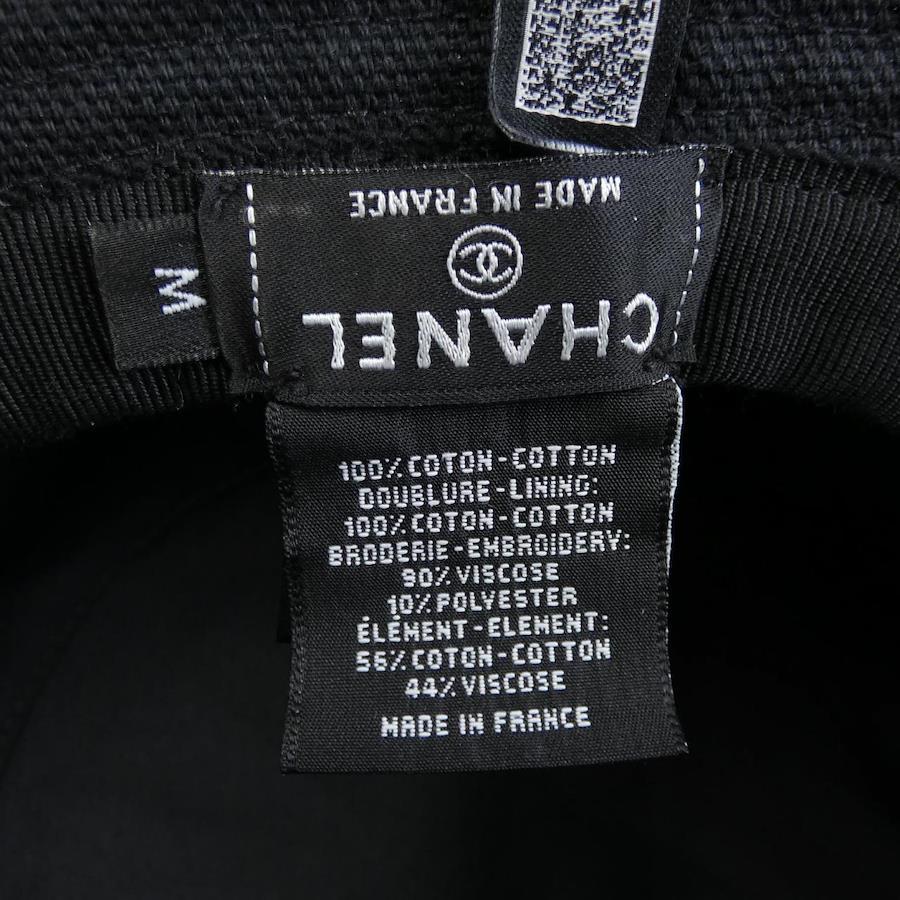 CHANEL
MADE IN FRANCE
M
100% COTON-COTTON
DOUBLURE-LINING:
100% COTON-COTTON
BRODERIE-EMBROIDERY:
90% VISCOSE
10% POLYESTER
ÉLÉMENT-ELEMENT:
56% COTON-COTTON
44% VISCOSE
MADE IN FRANCE